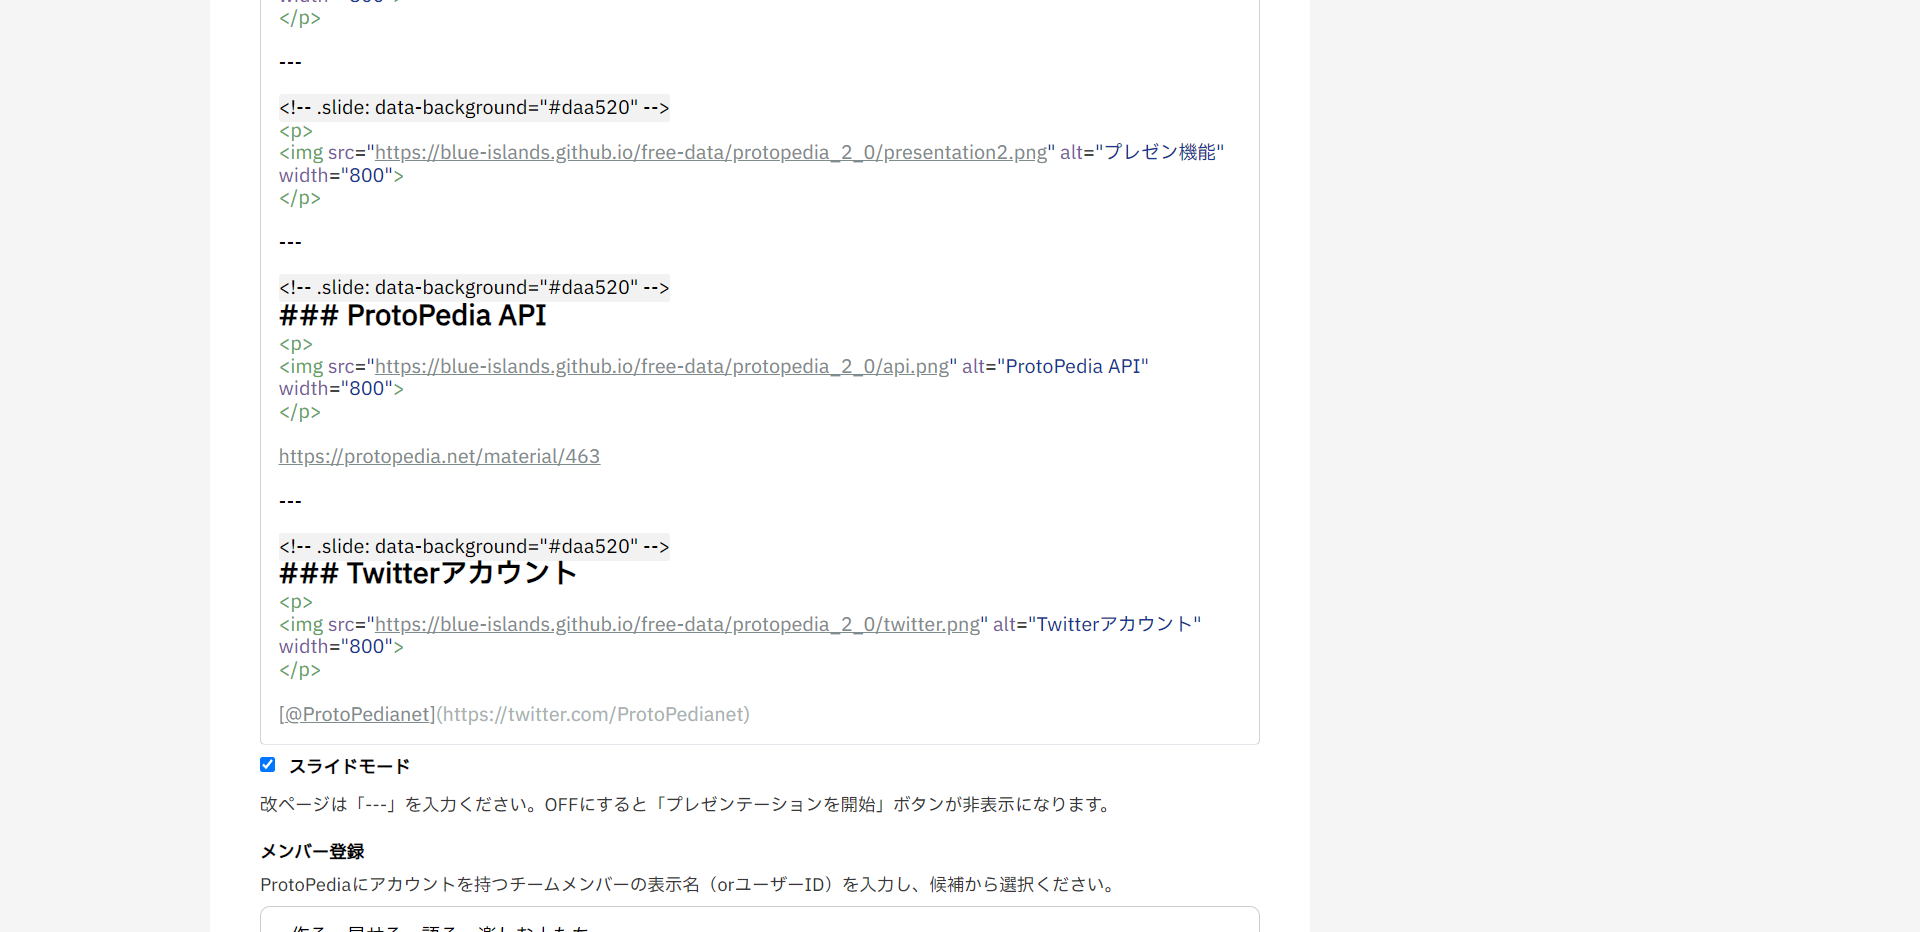 </p>
---
<!-- .slide: data-background="#daa520" -->
<p>
<img src="https://blue-islands.github.io/free-data/protopedia_2_0/presentation2.png" alt="プレゼン機能"
width="800">
</p>
---
<!-- .slide: data-background="#daa520" -->
### ProtoPedia API
<p>
<img src="https://blue-islands.github.io/free-data/protopedia_2_0/api.png" alt="ProtoPedia API"
width="800">
</p>
https://protopedia.net/material/463
---
<!-- .slide: data-background="#daa520" -->
### Twitterアカウント
<p>
<img src="https://blue-islands.github.io/free-data/protopedia_2_0/twitter.png" alt="Twitterアカウント"
width="800">
</p>
[@ProtoPedianet](https://twitter.com/ProtoPedianet)
スライドモード
改ページは「---」を入力ください。OFFにすると「プレゼンテーションを開始」ボタンが非表示になります。
メンバー登録
ProtoPediaにアカウントを持つチームメンバーの表示名（orユーザーID）を入力し、候補から選択ください。